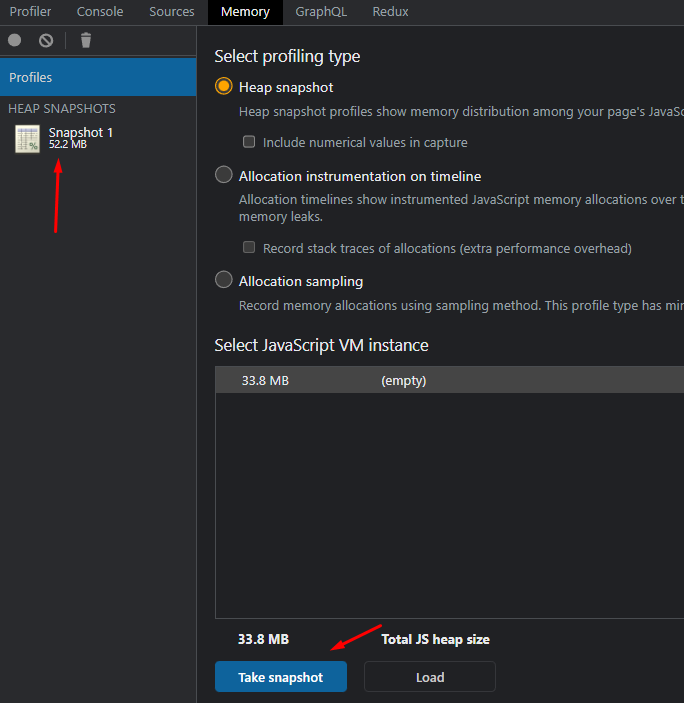 Profiler Console Sources Memory GraphQL Redux
Profiles
HEAP SNAPSHOTS
Snapshot 1
52.2 MB
%
Select profiling type
Heap snapshot
Heap snapshot profiles show memory distribution among your page's JavaSc
Include numerical values in capture
Allocation instrumentation on timeline
Allocation timelines show instrumented JavaScript memory allocations over t
memory leaks.
Record stack traces of allocations (extra performance overhead)
Allocation sampling
Record memory allocations using sampling method. This profile type has min
Select JavaScript VM instance
33.8 MB (empty)
33.8 MB Total JS heap size
Take snapshot Load